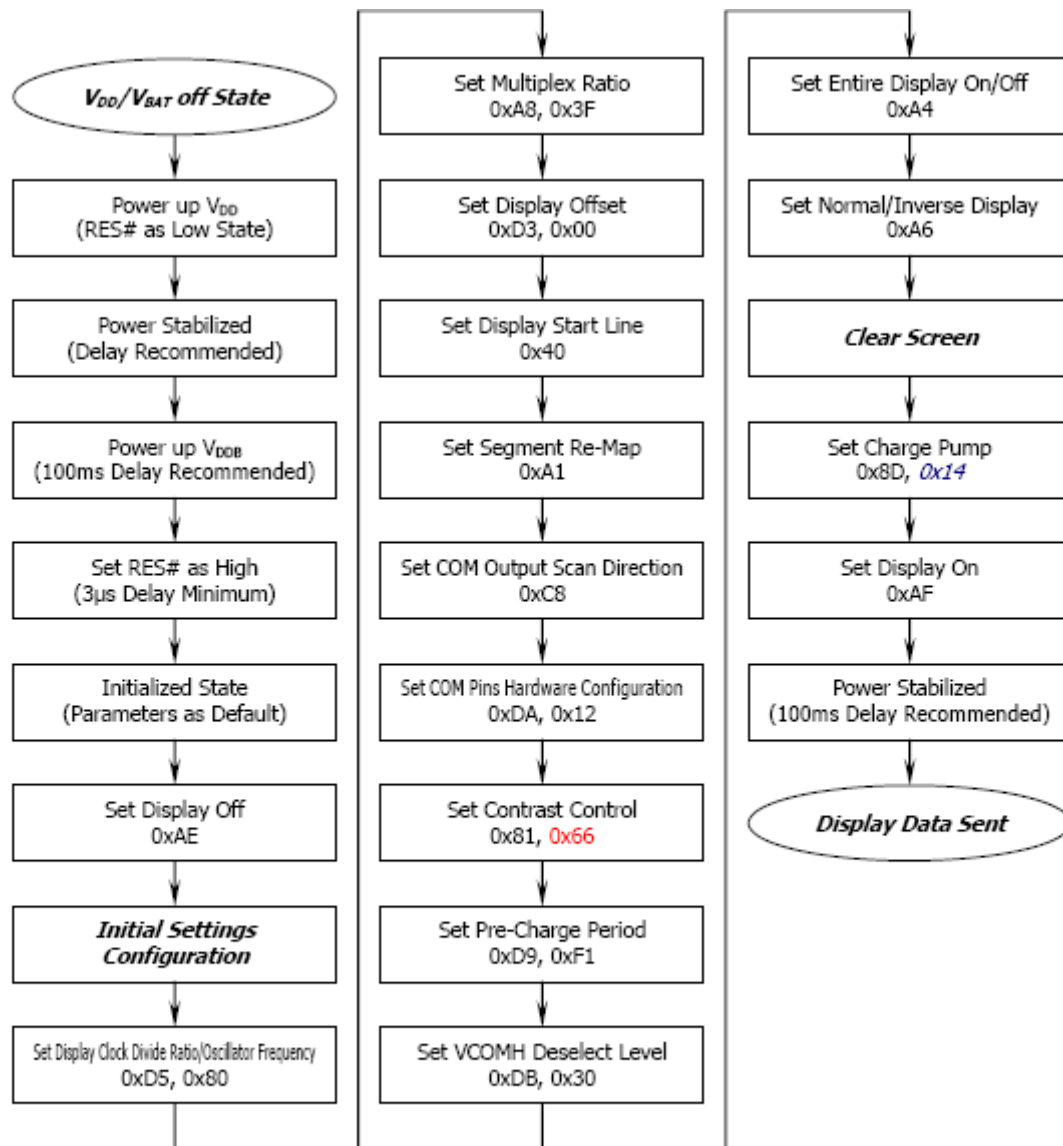 V_DD/V_BAT off State
Power up V_DD
(RES# as Low State)
Power Stabilized
(Delay Recommended)
Power up V_DDB
(100ms Delay Recommended)
Set RES# as High
(3μs Delay Minimum)
Initialized State
(Parameters as Default)
Set Display Off
0xAE
Initial Settings
Configuration
Set Display Clock Divide Ratio/Oscillator Frequency
0xD5, 0x80
Set Multiplex Ratio
0xA8, 0x3F
Set Display Offset
0xD3, 0x00
Set Display Start Line
0x40
Set Segment Re-Map
0xA1
Set COM Output Scan Direction
0xC8
Set COM Pins Hardware Configuration
0xDA, 0x12
Set Contrast Control
0x81, 0x66
Set Pre-Charge Period
0xD9, 0xF1
Set VCOMH Deselect Level
0xDB, 0x30
Set Entire Display On/Off
0xA4
Set Normal/Inverse Display
0xA6
Clear Screen
Set Charge Pump
0x8D, 0x14
Set Display On
0xAF
Power Stabilized
(100ms Delay Recommended)
Display Data Sent